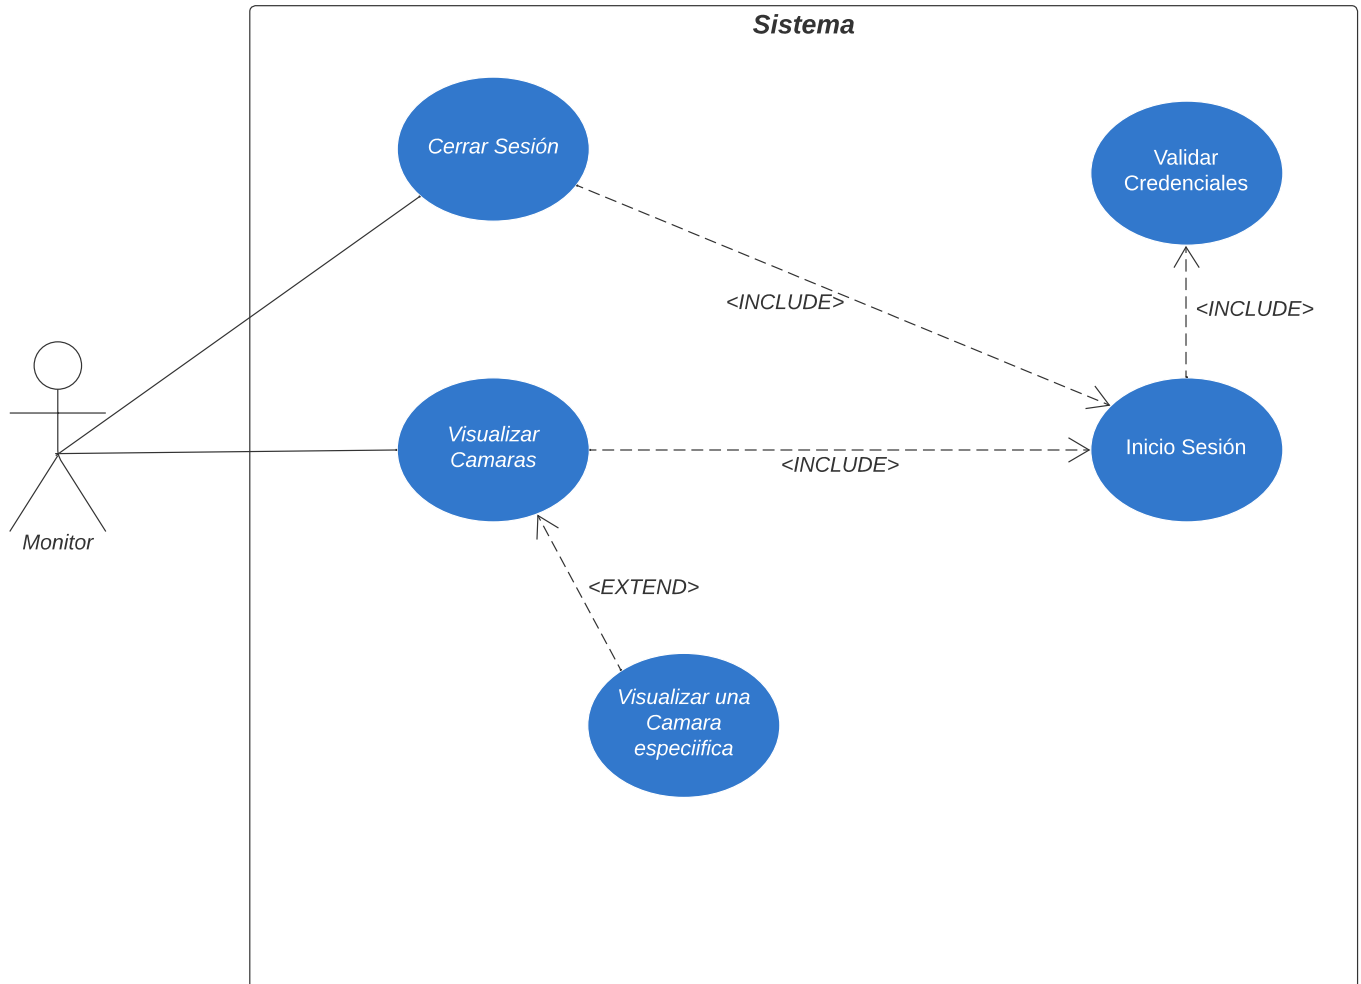 Sistema
Cerrar Sesión
Validar
Credenciales
<INCLUDE>
<INCLUDE>
Visualizar
Camaras
<INCLUDE>
Inicio Sesión
Monitor
<EXTEND>
Visualizar una
Camara
especiifica